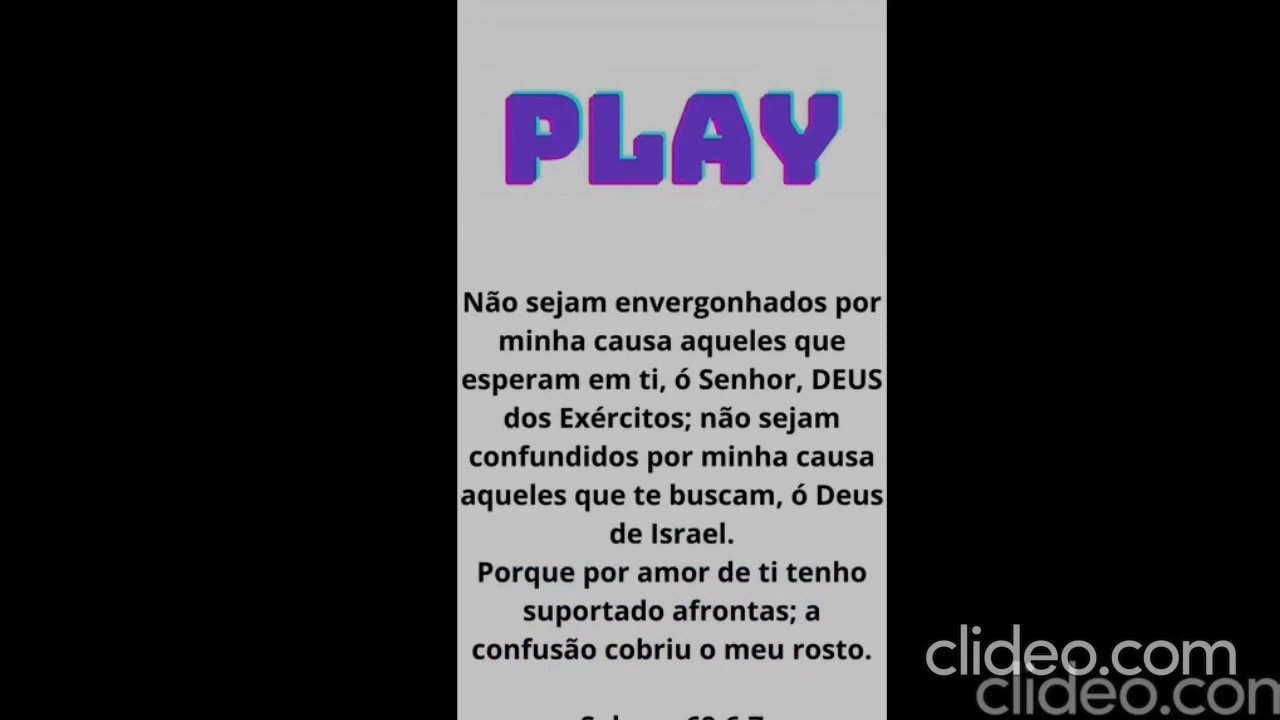 PLAY
Não sejam envergonhados por
minha causa aqueles que
esperam em ti, ó Senhor, DEUS
dos Exércitos; não sejam
confundidos por minha causa
aqueles que te buscam, ó Deus
de Israel.
Porque por amor de ti tenho
suportado afrontas; a
confusão cobriu o meu rosto.
clideo.com
clideo.con